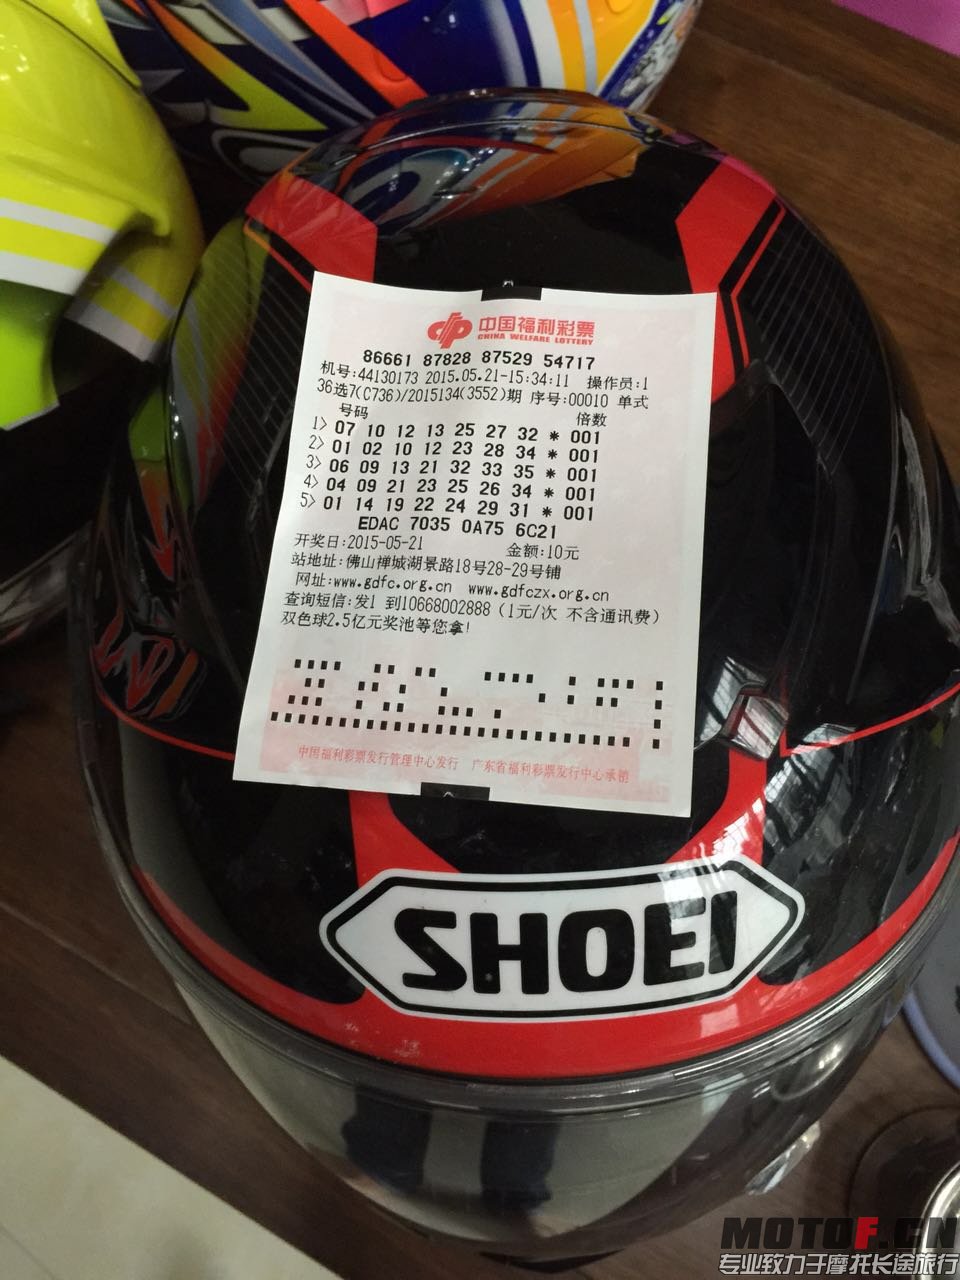 中国福利彩票
CHINA WELFARE LOTTERY
86661 87828 87529 54717
机号:44130173 2015.05.21-15:34:11 操作员:1
36选7(C736)/2015134(3552)期 序号:00010 单式
号码 倍数
1> 07 10 12 13 25 27 32 * 001
2> 01 02 10 12 23 28 34 * 001
3> 06 09 13 21 32 33 35 * 001
4> 04 09 21 23 25 26 34 * 001
5> 01 14 19 22 24 29 31 * 001
EDAC 7035 0A75 6C21
开奖日:2015-05-21 金额:10元
站地址:佛山禅城湖景路18号28-29号铺
网址:www.gdfc.org.cn www.gdfczx.org.cn
查询短信:发1 到10668002888(1元/次 不含通讯费)
双色球2.5亿元奖池等您拿!
中国福利彩票发行管理中心发行 广东省福利彩票发行中心承销
SHOEI
MOTOF.CN
专业致力于摩托长途旅行